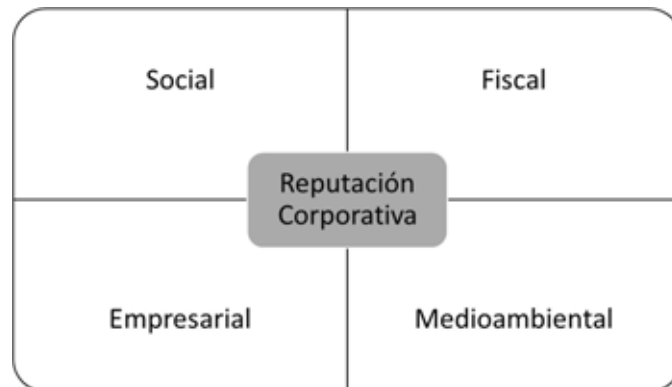 Social
Fiscal
Reputación
Corporativa
Empresarial
Medioambiental